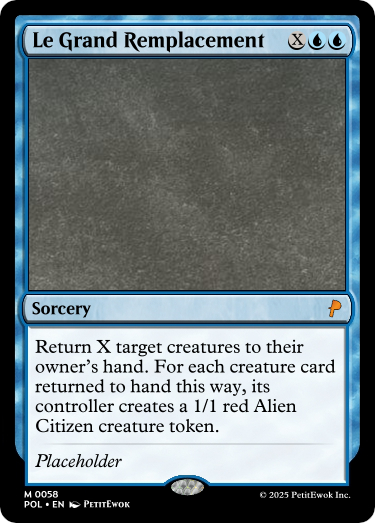 Le Grand Remplacement X
Sorcery
Return X target creatures to their
owner's hand. For each creature card
returned to hand this way, its
controller creates a 1/1 red Alien
Citizen creature token.
Placeholder
M 0058
POL • EN PetitEwok
© 2025 PetitEwok Inc.